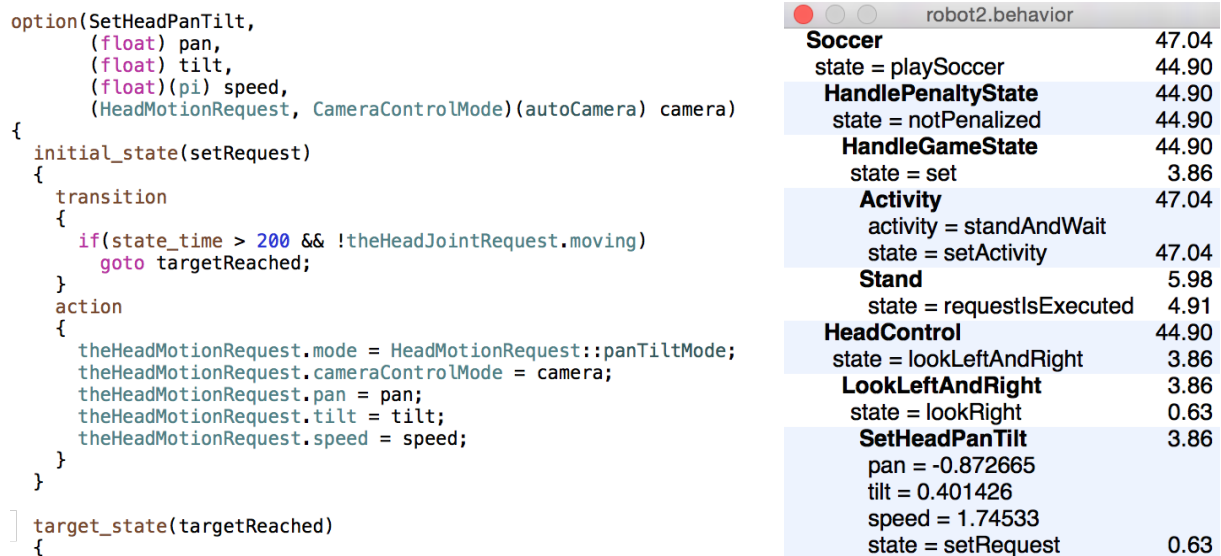 option(SetHeadPanTilt,
(float) pan,
(float) tilt,
(float)(pi) speed,
(HeadMotionRequest, CameraControlMode)(autoCamera) camera)
{
initial_state(setRequest)
{
transition
{
if(state_time > 200 && !theHeadJointRequest.moving)
goto targetReached;
}
action
{
theHeadMotionRequest.mode = HeadMotionRequest::panTiltMode;
theHeadMotionRequest.cameraControlMode = camera;
theHeadMotionRequest.pan = pan;
theHeadMotionRequest.tilt = tilt;
theHeadMotionRequest.speed = speed;
}
}
target_state(targetReached)
{
robot2.behavior
Soccer 47.04
state = playSoccer 44.90
HandlePenaltyState 44.90
state = notPenalized 44.90
HandleGameState 44.90
state = set 3.86
Activity 47.04
activity = standAndWait
state = setActivity 47.04
Stand 5.98
state = requestIsExecuted 4.91
HeadControl 44.90
state = lookLeftAndRight 3.86
LookLeftAndRight 3.86
state = lookRight 0.63
SetHeadPanTilt 3.86
pan = -0.872665
tilt = 0.401426
speed = 1.74533
state = setRequest 0.63